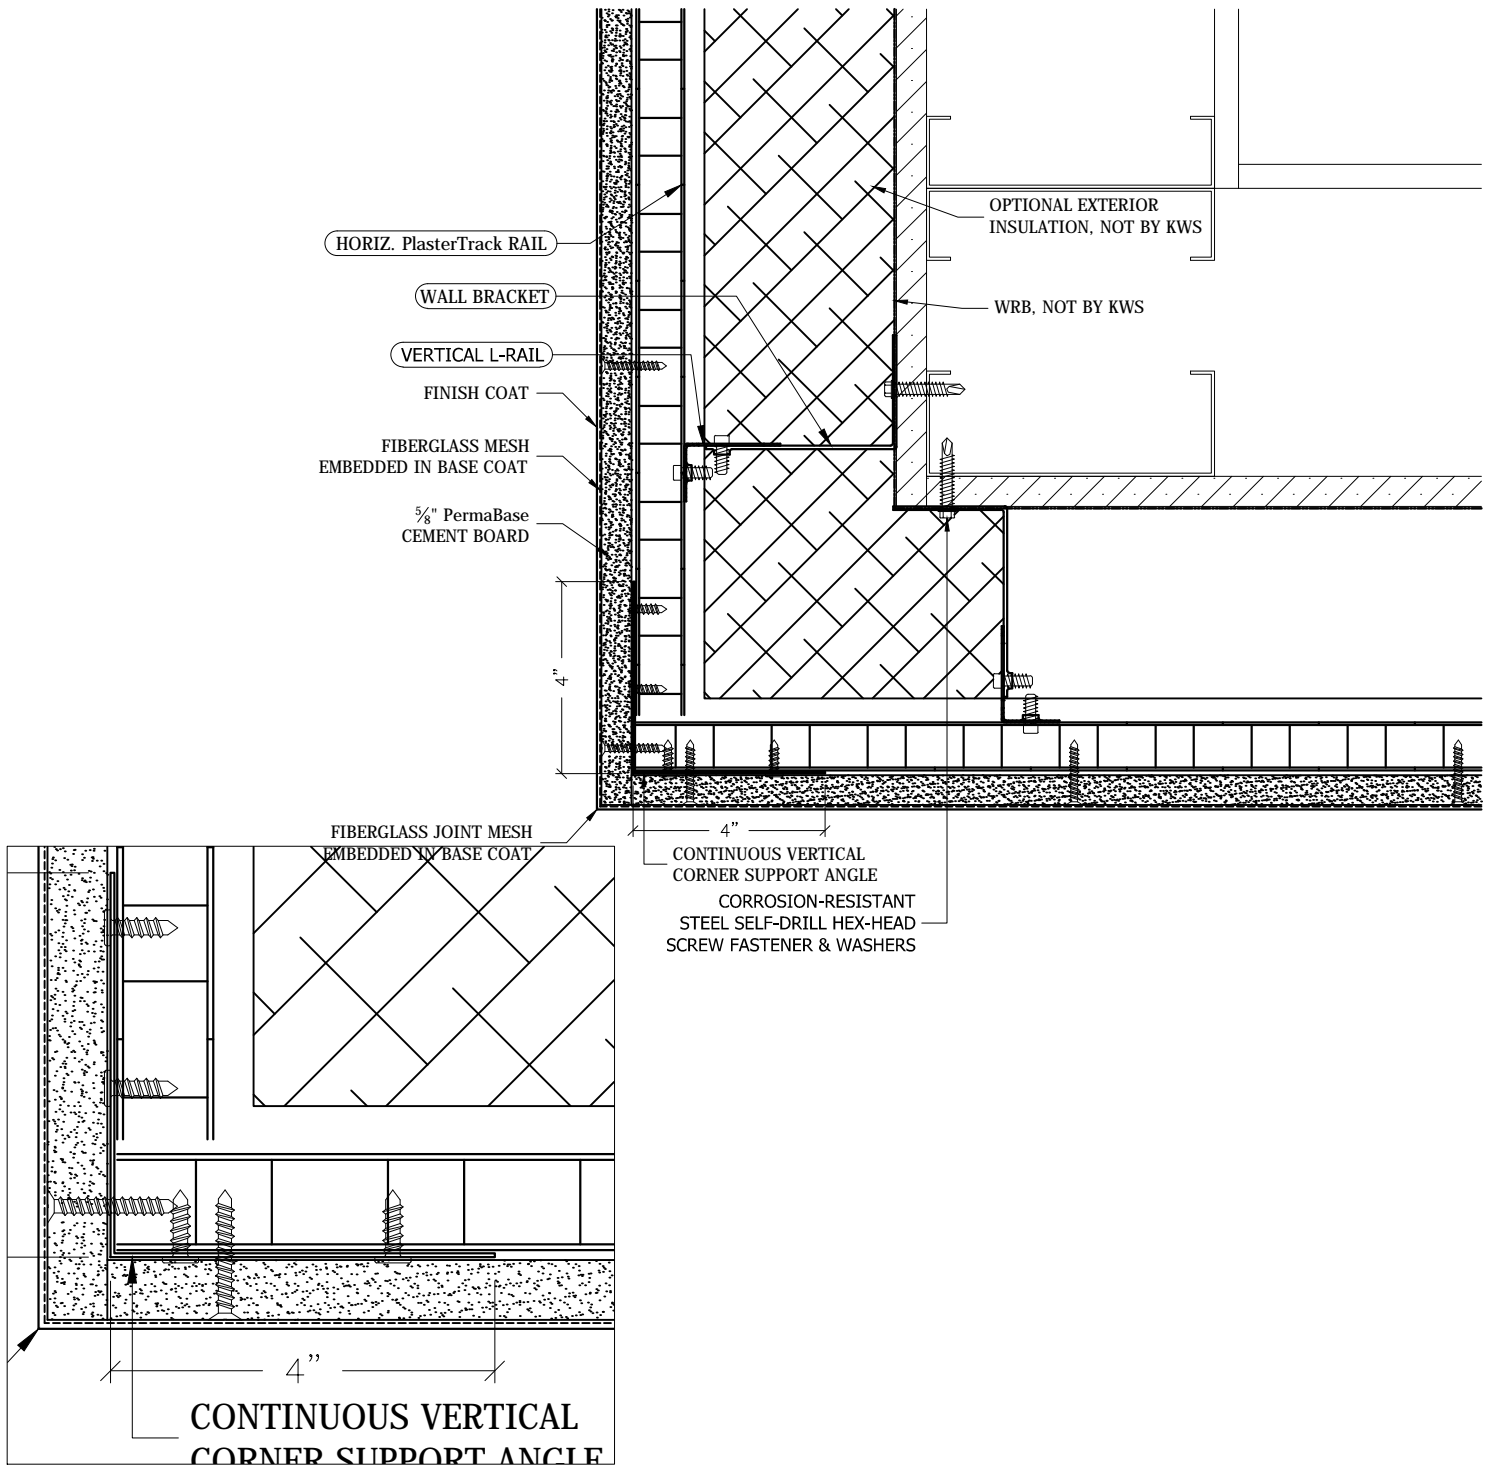 OPTIONAL EXTERIOR
INSULATION, NOT BY KWS
HORIZ. PlasterTrack RAIL
WALL BRACKET
WRB, NOT BY KWS
VERTICAL L-RAIL
FINISH COAT
FIBERGLASS MESH
EMBEDDED IN BASE COAT
5⁄8" PermaBase
CEMENT BOARD
4"
4"
FIBERGLASS JOINT MESH
EMBEDDED IN BASE COAT
CONTINUOUS VERTICAL
CORNER SUPPORT ANGLE
CORROSION-RESISTANT
STEEL SELF-DRILL HEX-HEAD
SCREW FASTENER & WASHERS
4"
CONTINUOUS VERTICAL
CORNER SUPPORT ANGLE